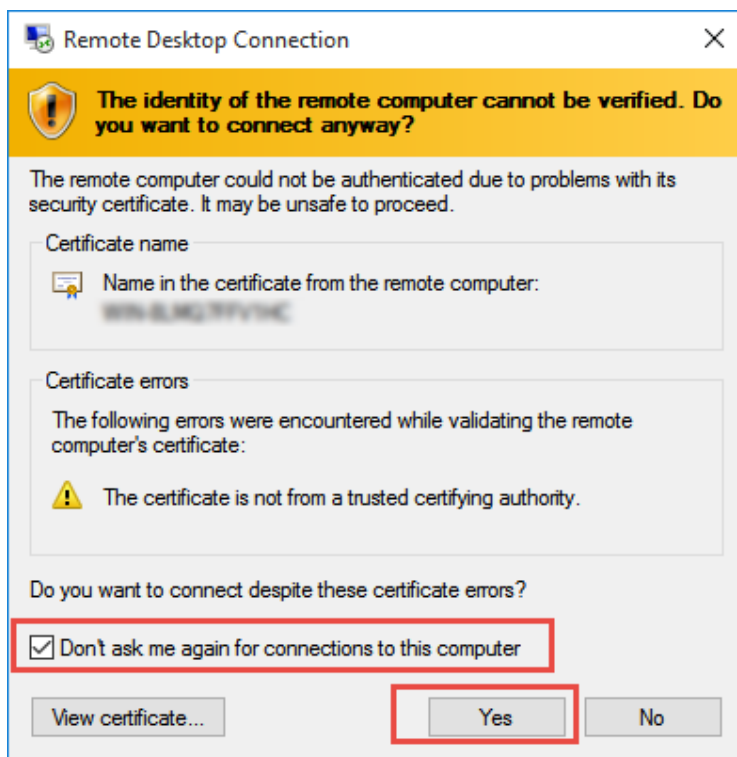 Remote Desktop Connection
The identity of the remote computer cannot be verified. Do
you want to connect anyway?
The remote computer could not be authenticated due to problems with its
security certificate. It may be unsafe to proceed.
Certificate name
Name in the certificate from the remote computer:
Certificate errors
The following errors were encountered while validating the remote
computer's certificate:
The certificate is not from a trusted certifying authority.
Do you want to connect despite these certificate errors?
Don't ask me again for connections to this computer
View certificate...
Yes
No